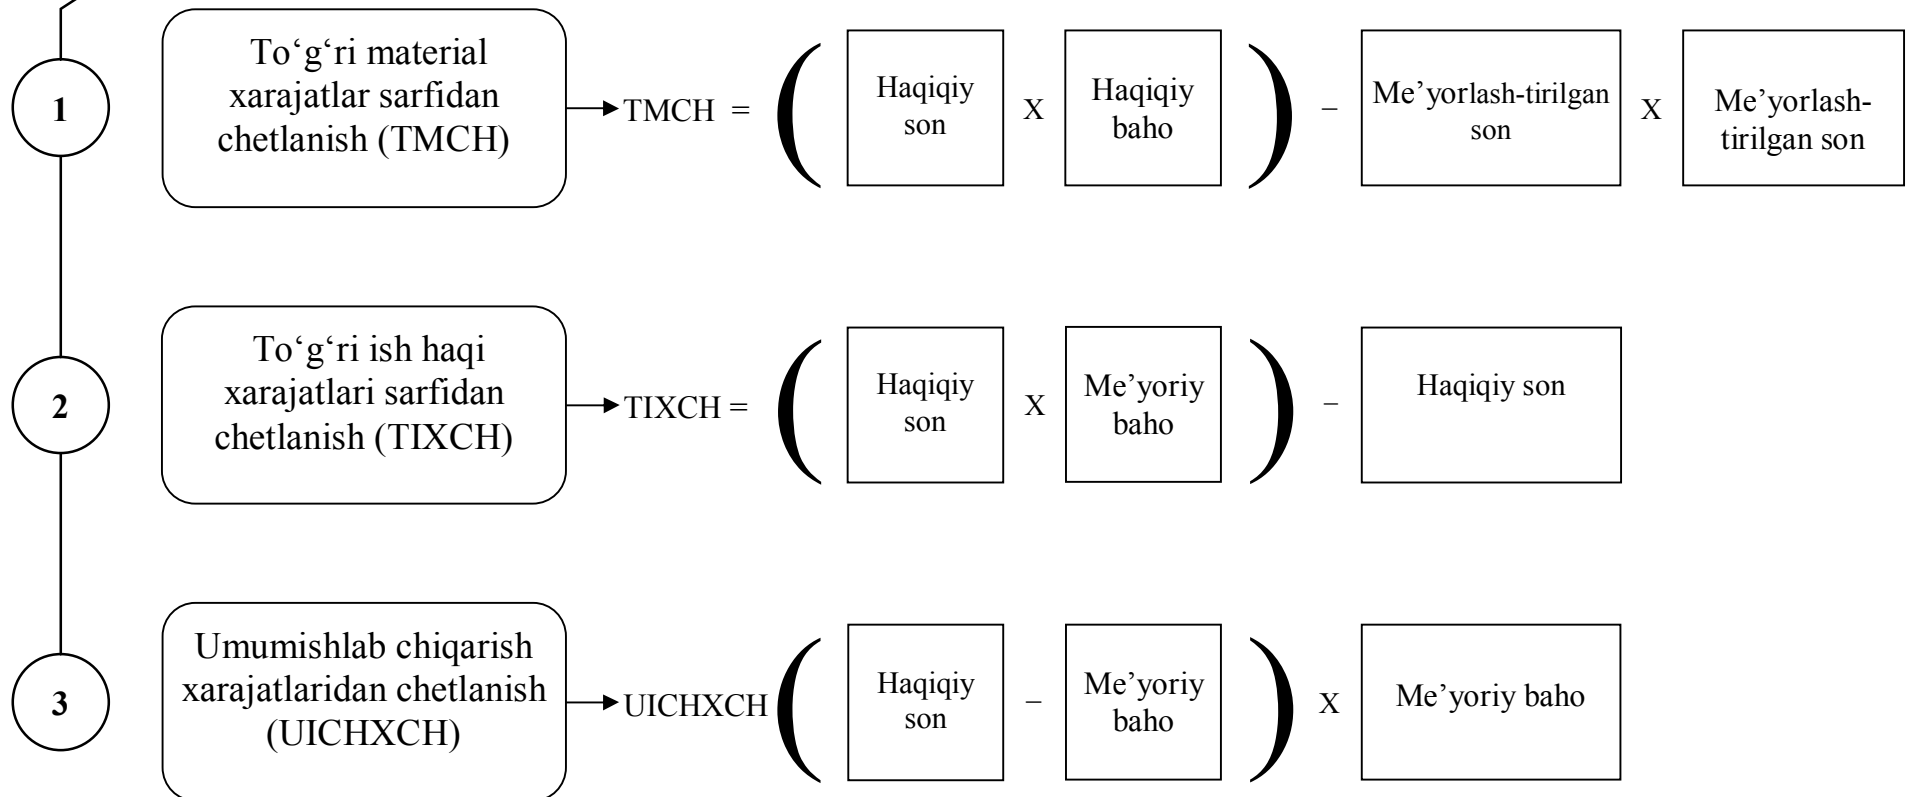 1
To‘g‘ri material
xarajatlar sarfidan
chetlanish (TMCH)
TMCH =
(
Haqiqiy
son
X
Haqiqiy
baho
)
–
Me’yorlash-tirilgan
son
X
Me’yorlash-
tirilgan son
2
To‘g‘ri ish haqi
xarajatlari sarfidan
chetlanish (TIXCH)
TIXCH =
(
Haqiqiy
son
X
Me’yoriy
baho
)
–
Haqiqiy son
3
Umumishlab chiqarish
xarajatlaridan chetlanish
(UICHXCH)
UICHXCH
(
Haqiqiy
son
–
Me’yoriy
baho
)
X
Me’yoriy baho